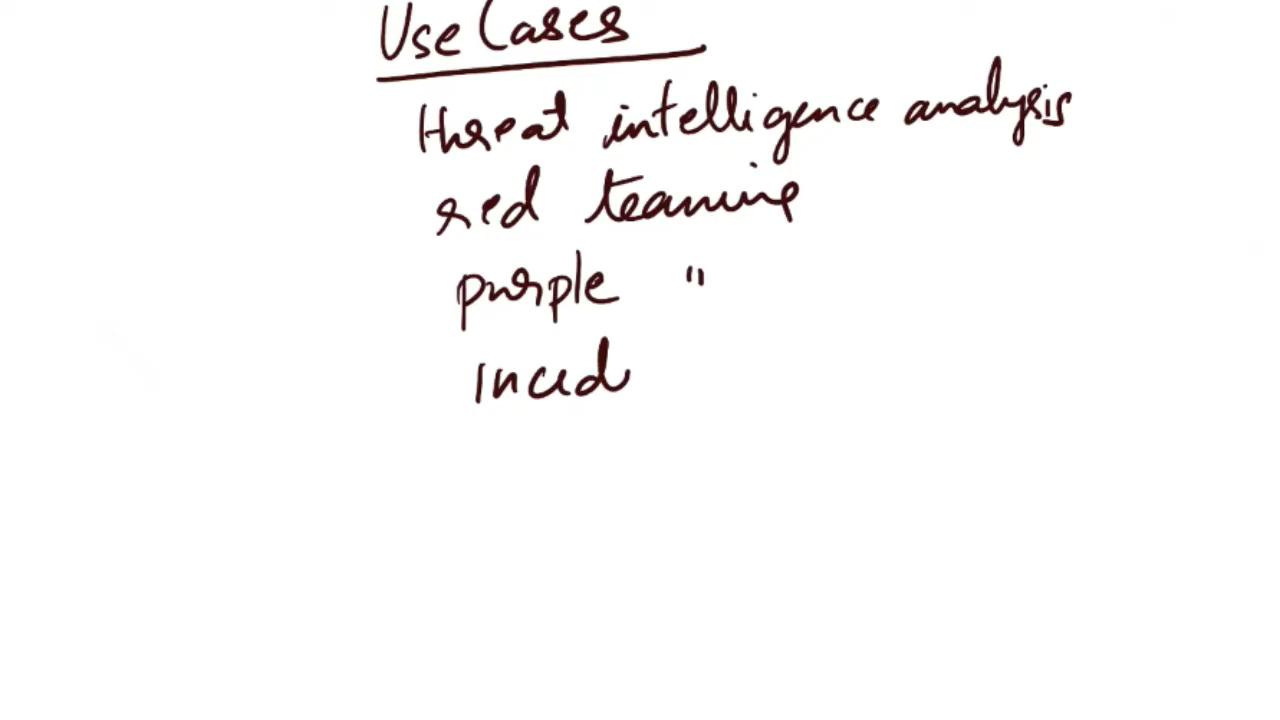 Use Cases
threat intelligence analysis
red teaming
purple "
incid